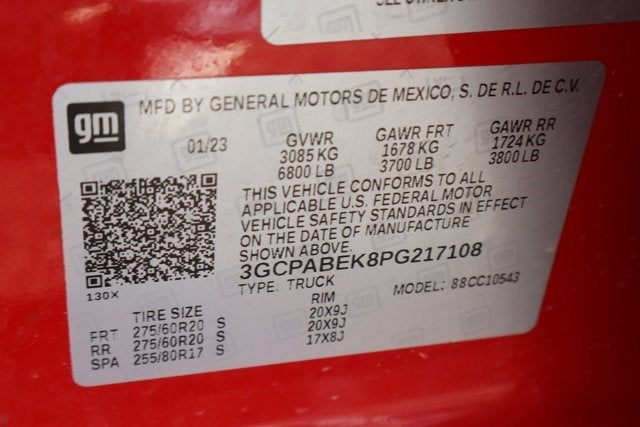 gm
MFD BY GENERAL MOTORS DE MEXICO, S. DE R.L. DE C.V.
01/23 GVWR GAWR FRT GAWR RR
3085 KG 1678 KG 1724 KG
6800 LB 3700 LB 3800 LB
THIS VEHICLE CONFORMS TO ALL
APPLICABLE U.S. FEDERAL MOTOR
VEHICLE SAFETY STANDARDS IN EFFECT
ON THE DATE OF MANUFACTURE
SHOWN ABOVE.
3GCPABEK8PG217108
TYPE: TRUCK MODEL: 88CC10543
130X
TIRE SIZE RIM
FRT 275/60R20 S 20X9J
RR 275/60R20 S 20X9J
SPA 255/80R17 S 17X8J